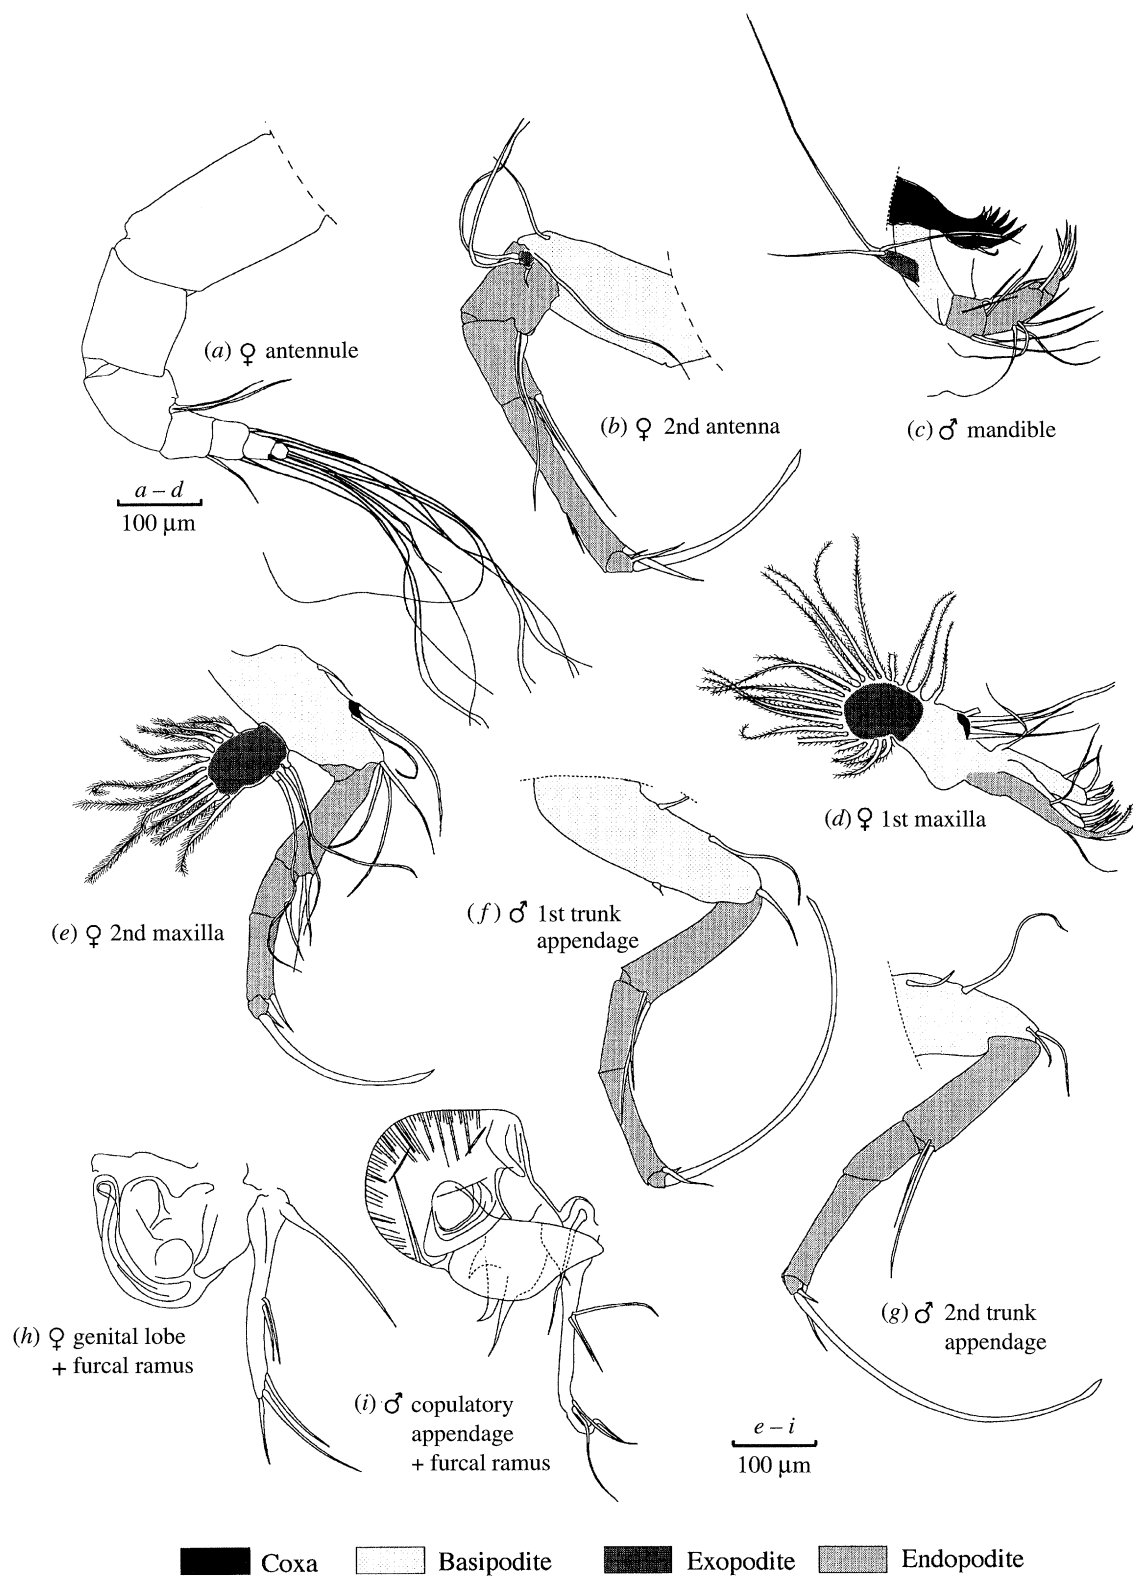 (a) ♀ antennule
(b) ♀ 2nd antenna
(c) ♂ mandible
a – d
100 µm
(d) ♀ 1st maxilla
(e) ♀ 2nd maxilla
(f) ♂ 1st trunk
appendage
(g) ♂ 2nd trunk
appendage
(h) ♀ genital lobe
+ furcal ramus
(i) ♂ copulatory
appendage
+ furcal ramus
e – i
100 µm
Coxa Basipodite Exopodite Endopodite